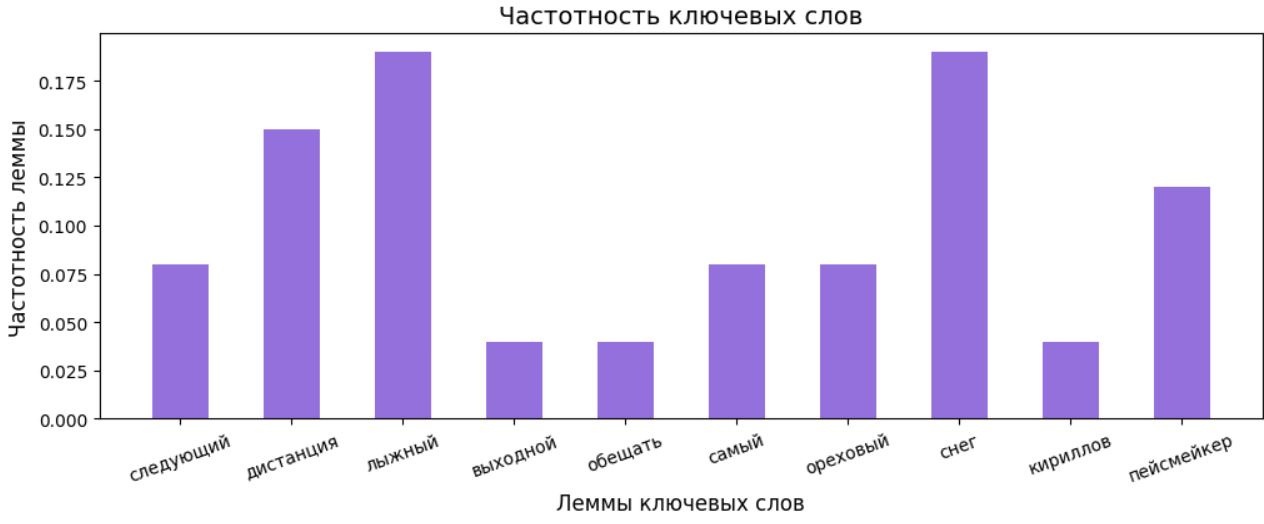 Частотность ключевых слов
Частотность леммы
0.175
0.150
0.125
0.100
0.075
0.050
0.025
0.000
следующий
дистанция
лыжный
выходной
обещать
самый
ореховый
снег
кириллов
пейсмейкер
Леммы ключевых слов